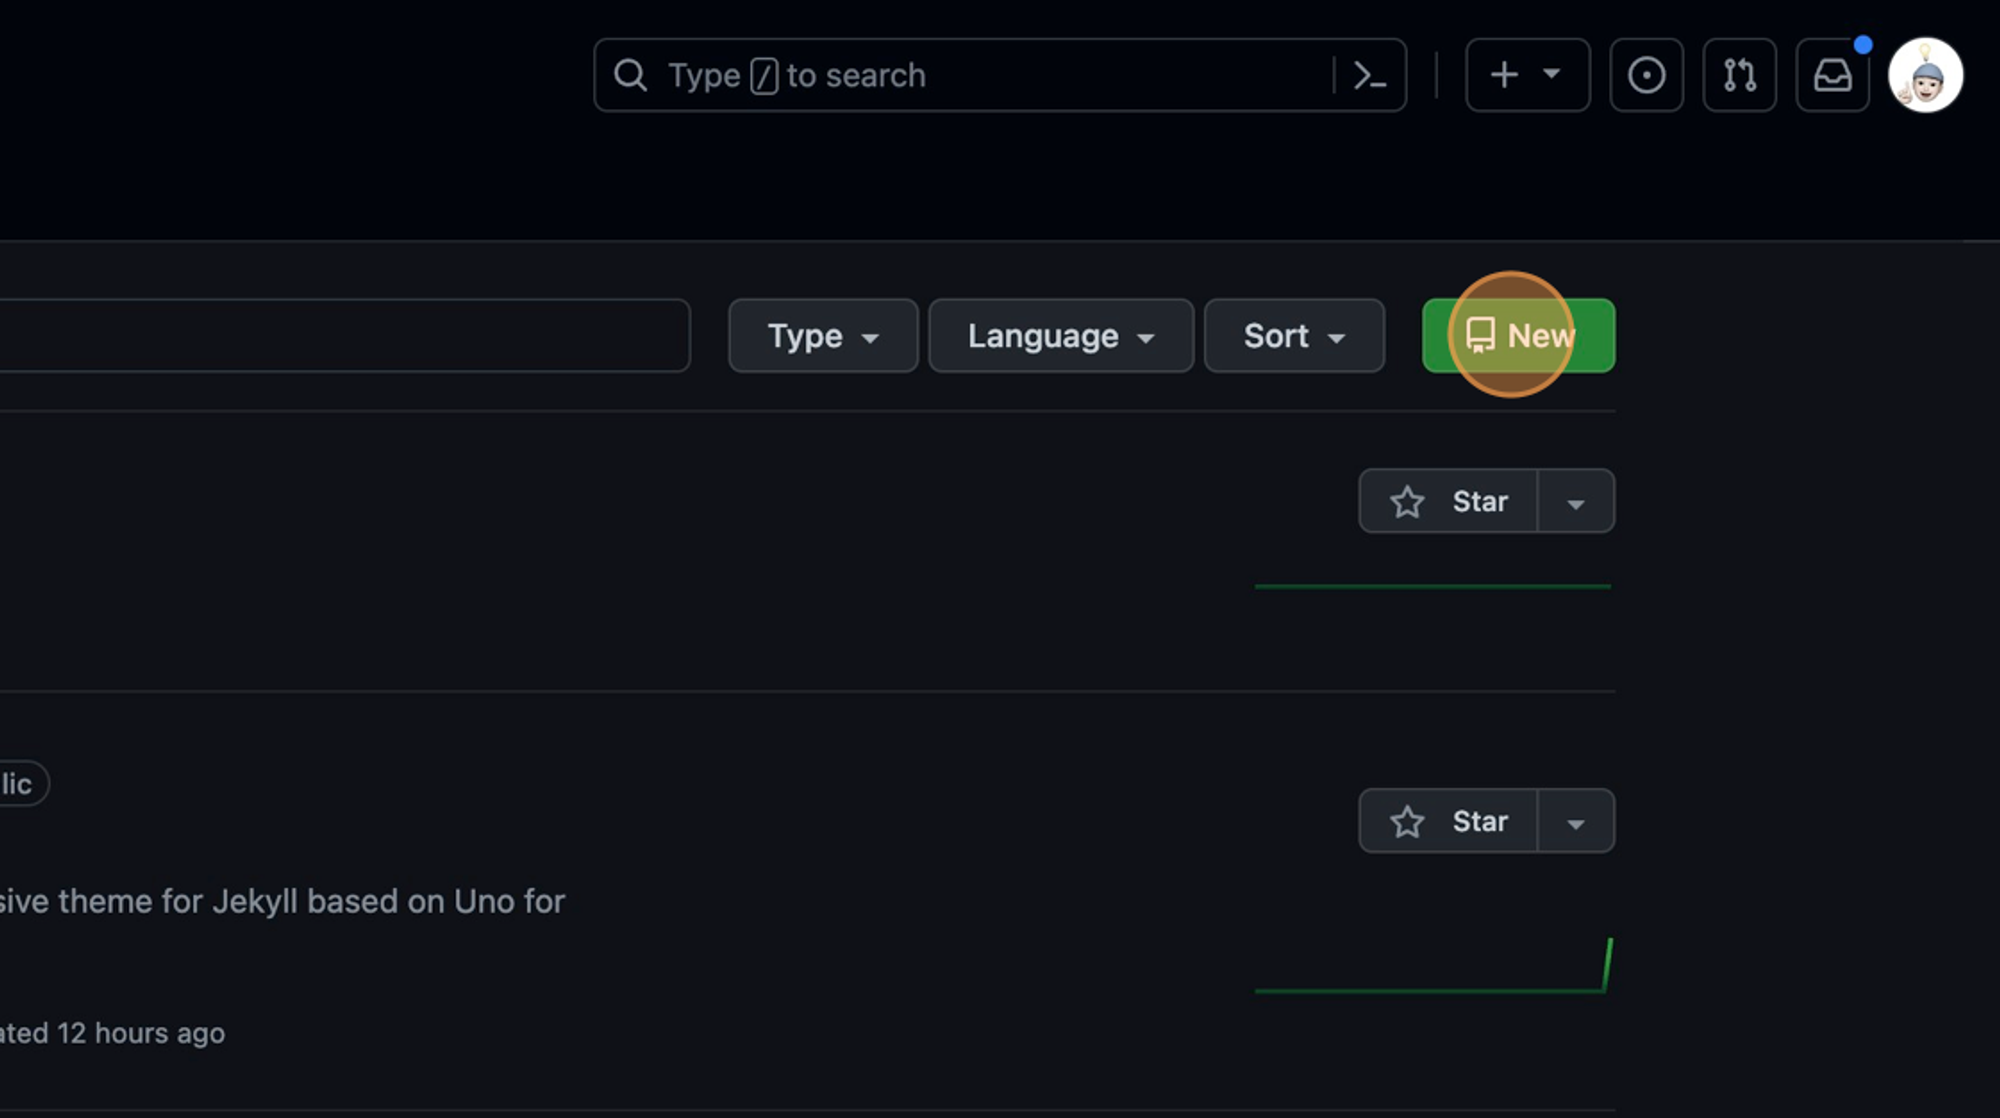 Type / to search
Type Language Sort New
Star
lic
Star
sive theme for Jekyll based on Uno for
ated 12 hours ago